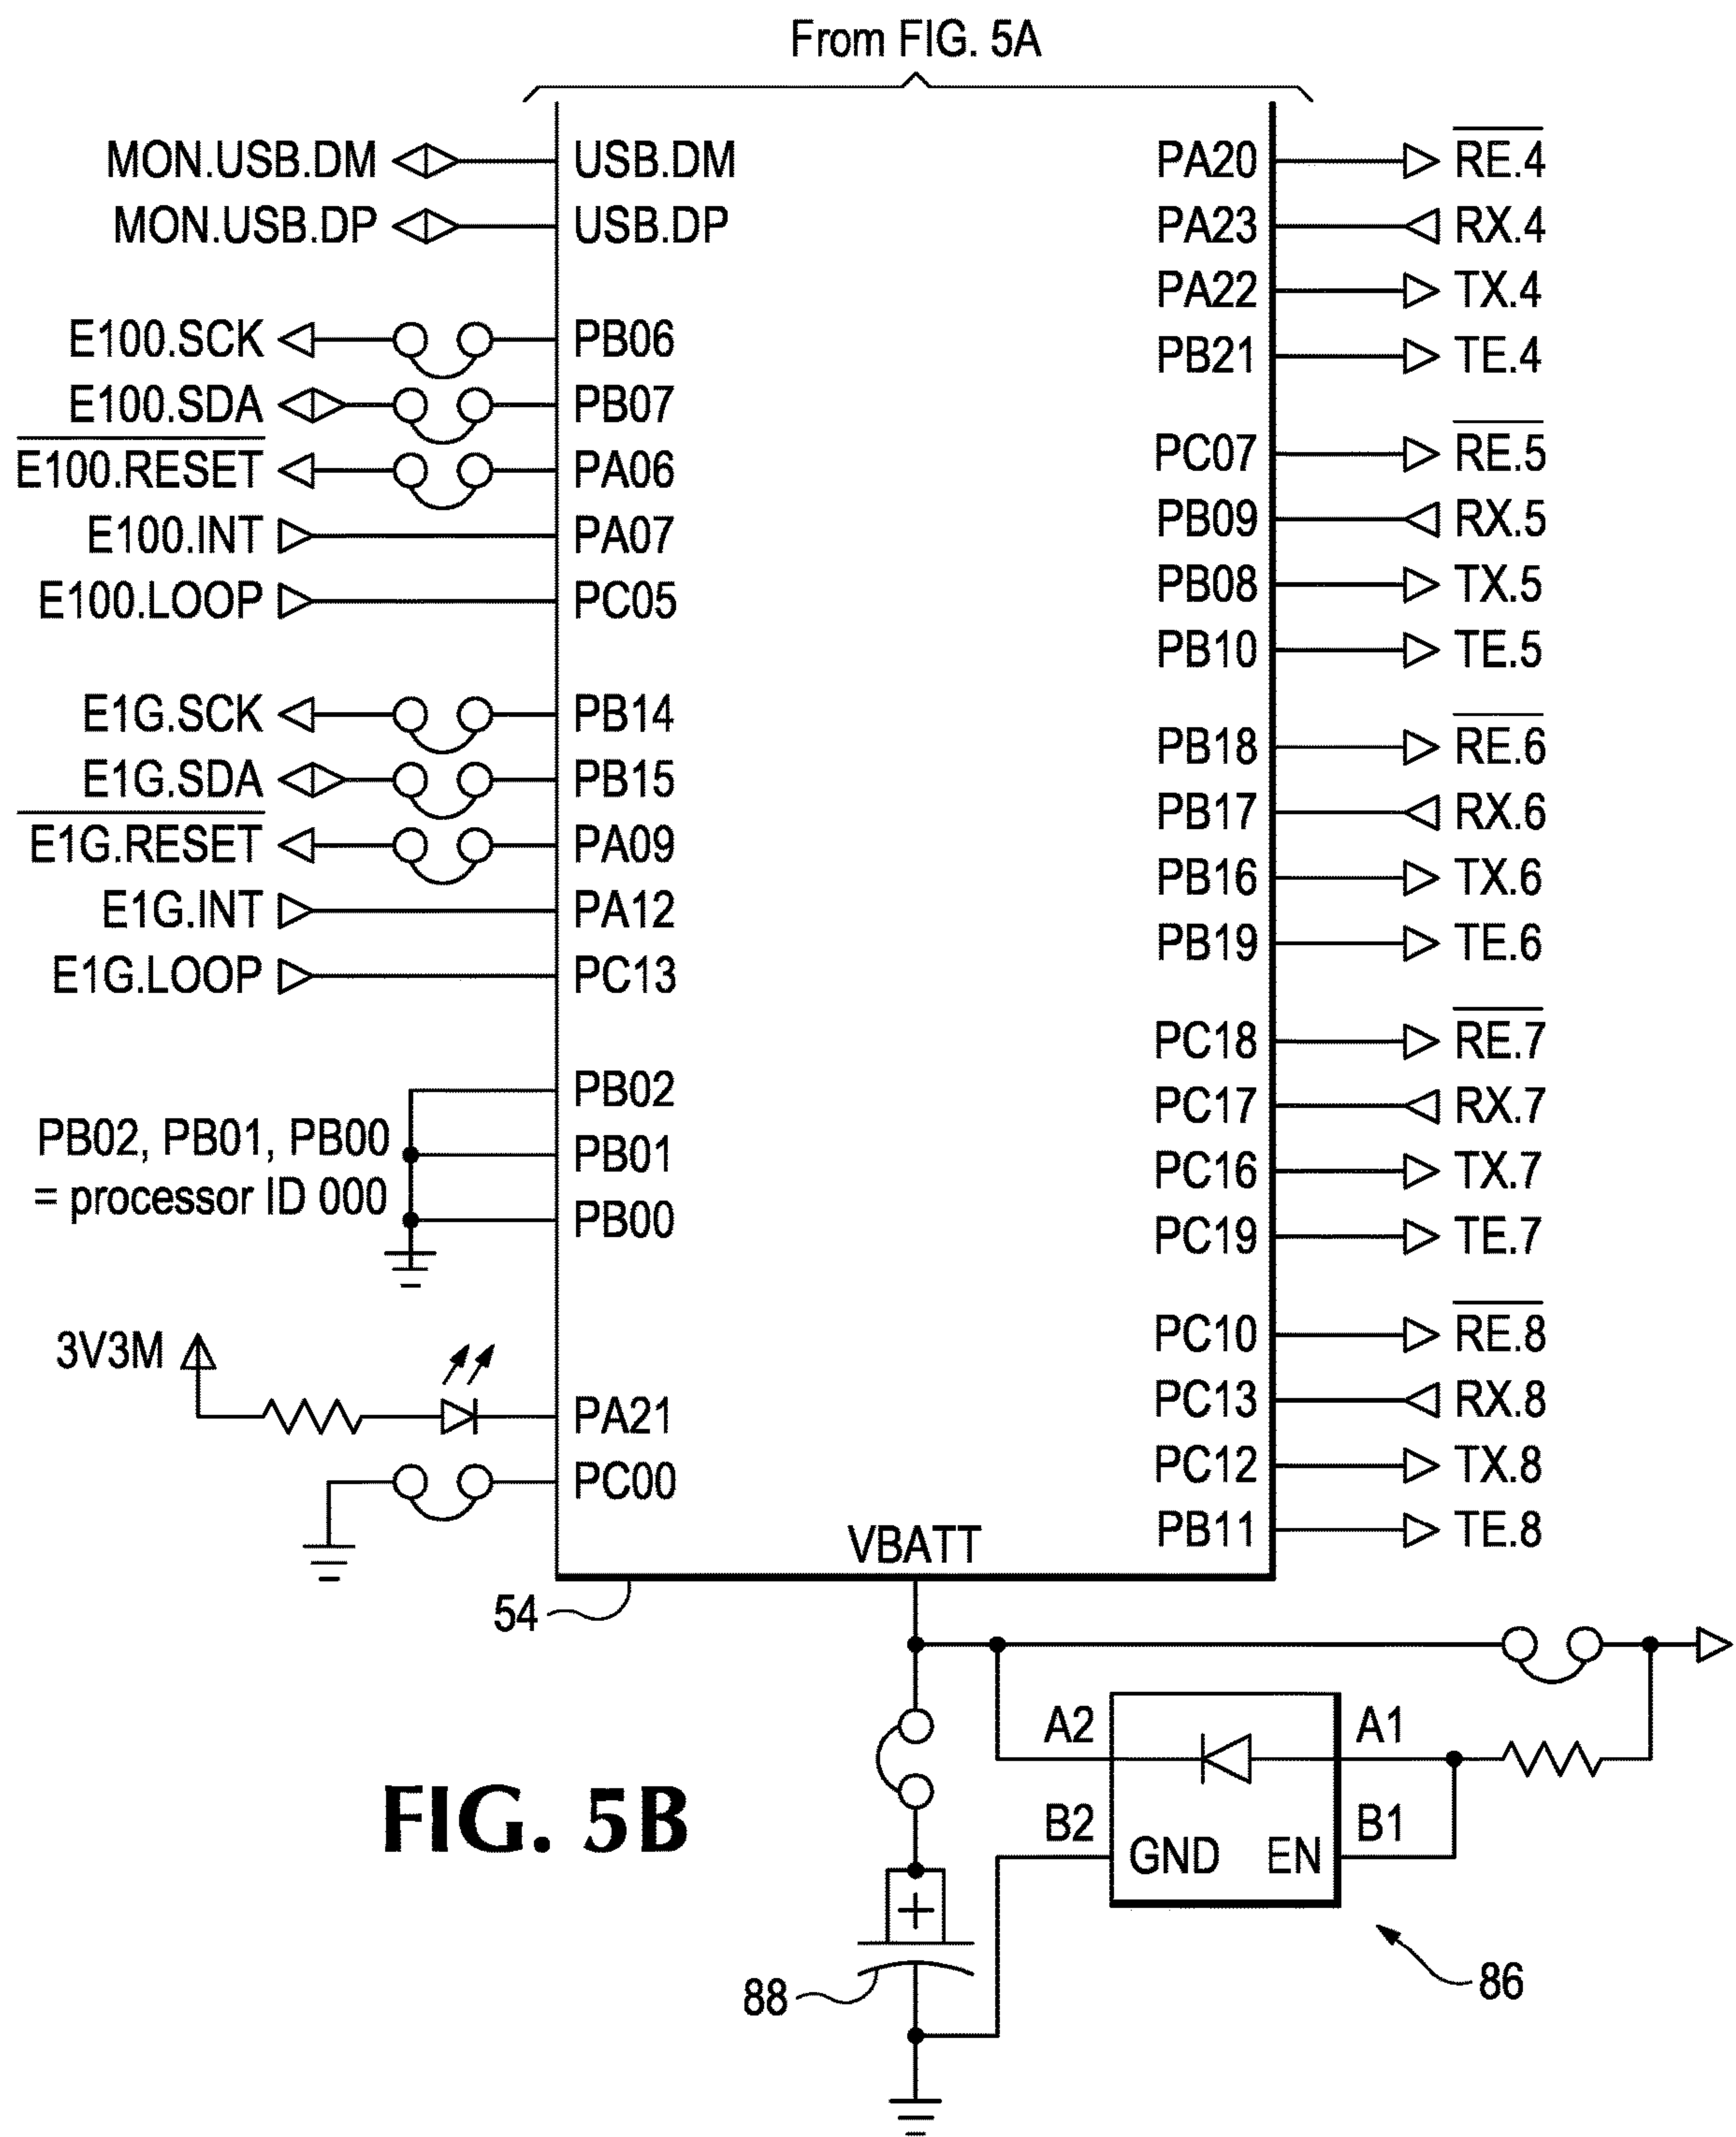 From FIG. 5A
MON.USB.DM USB.DM PA20 RE.4
MON.USB.DP USB.DP PA23 RX.4
PA22 TX.4
E100.SCK PB06 PB21 TE.4
E100.SDA PB07
E100.RESET PA06 PC07 RE.5
E100.INT PA07 PB09 RX.5
E100.LOOP PC05 PB08 TX.5
PB10 TE.5
E1G.SCK PB14 PB18 RE.6
E1G.SDA PB15 PB17 RX.6
E1G.RESET PA09 PB16 TX.6
E1G.INT PA12 PB19 TE.6
E1G.LOOP PC13
PC18 RE.7
PB02 PC17 RX.7
PB02, PB01, PB00 PB01 PC16 TX.7
= processor ID 000 PB00 PC19 TE.7
3V3M PC10 RE.8
PA21 PC13 RX.8
PC00 PC12 TX.8
VBATT PB11 TE.8
54
A2 A1
B2 GND EN B1
+
FIG. 5B
88 86